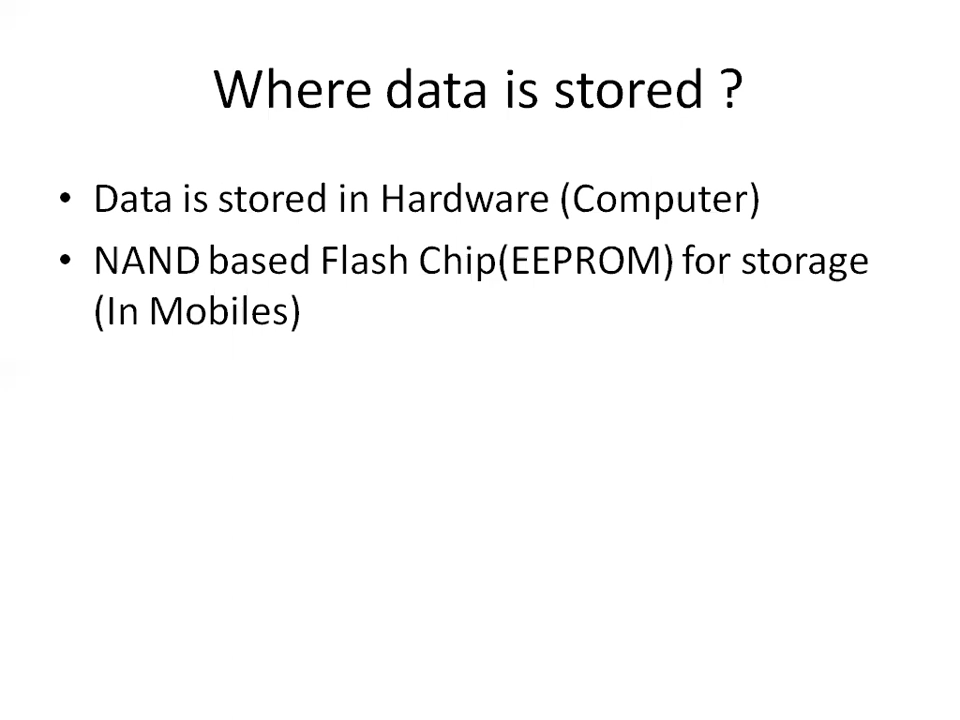 Where data is stored ?
• Data is stored in Hardware (Computer)
• NAND based Flash Chip(EEPROM) for storage
(In Mobiles)